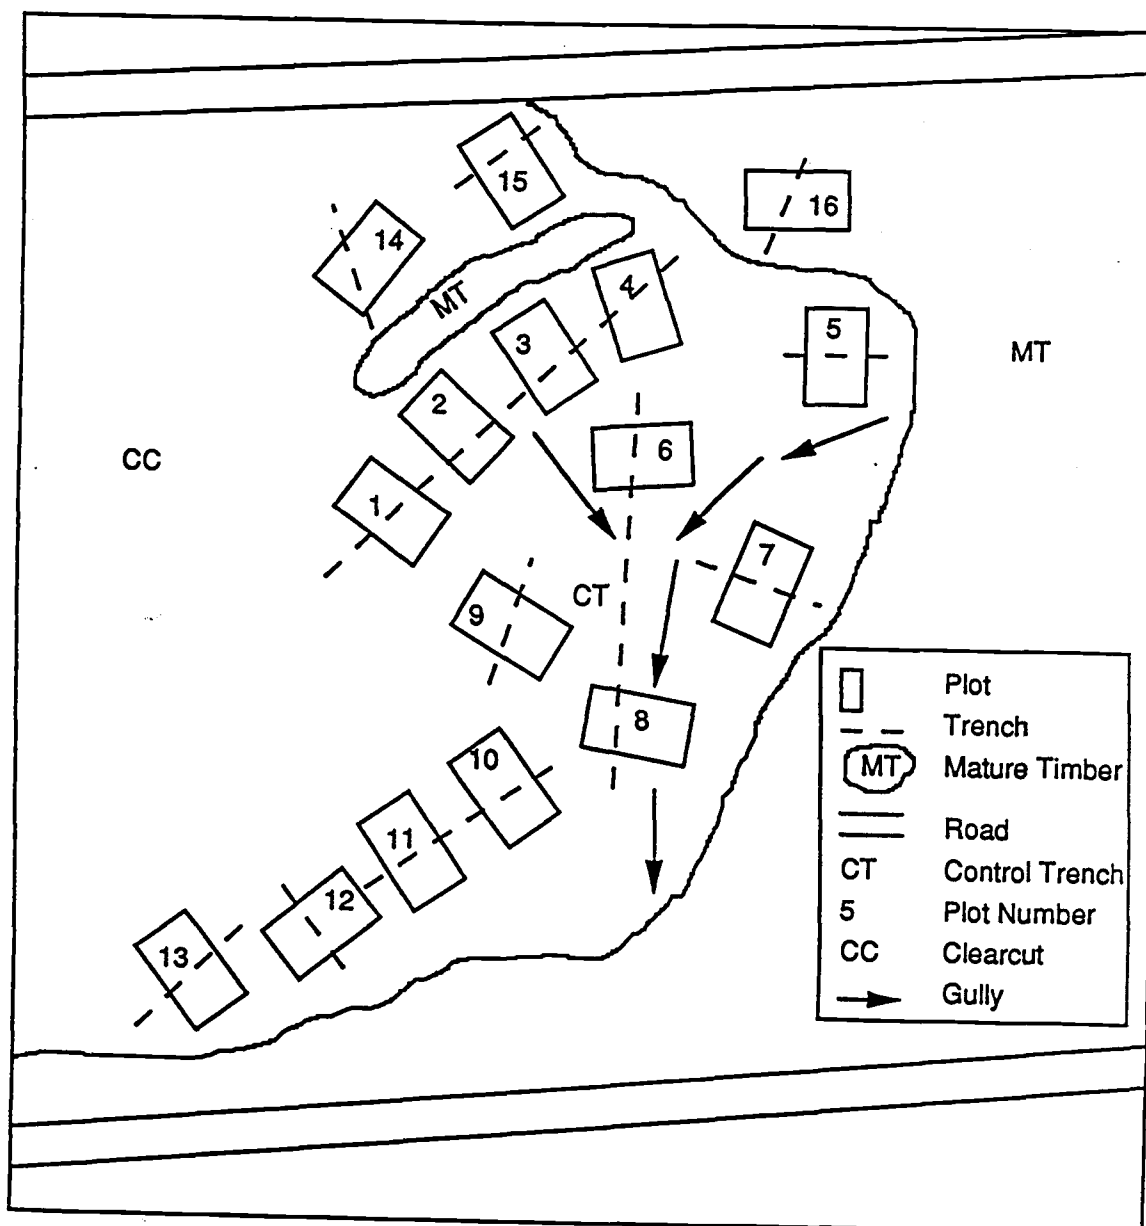 15
16
14
4
MT
3
5
MT
2
6
CC
1
7
CT
9
8
10
11
12
13
Plot
Trench
MT Mature Timber
Road
CT Control Trench
5 Plot Number
CC Clearcut
Gully